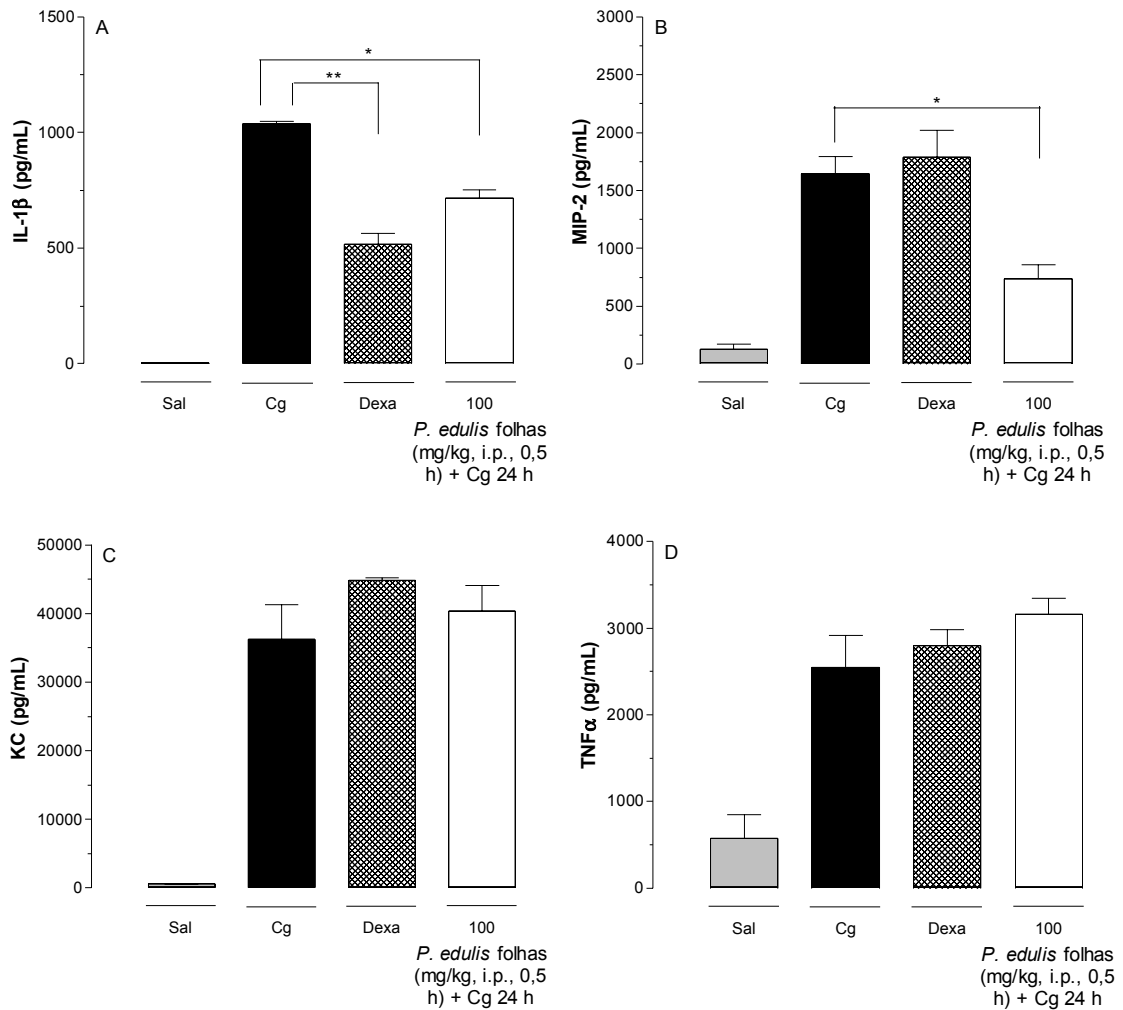 A
1500
1000
500
0
IL-1β (pg/mL)
*
**
Sal
Cg
Dexa
100
P. edulis folhas
(mg/kg, i.p., 0,5
h) + Cg 24 h
B
3000
2500
2000
1500
1000
500
0
MIP-2 (pg/mL)
*
Sal
Cg
Dexa
100
P. edulis folhas
(mg/kg, i.p., 0,5
h) + Cg 24 h
C
50000
40000
30000
20000
10000
0
KC (pg/mL)
Sal
Cg
Dexa
100
P. edulis folhas
(mg/kg, i.p., 0,5
h) + Cg 24 h
D
4000
3000
2000
1000
0
TNFα (pg/mL)
Sal
Cg
Dexa
100
P. edulis folhas
(mg/kg, i.p., 0,5
h) + Cg 24 h